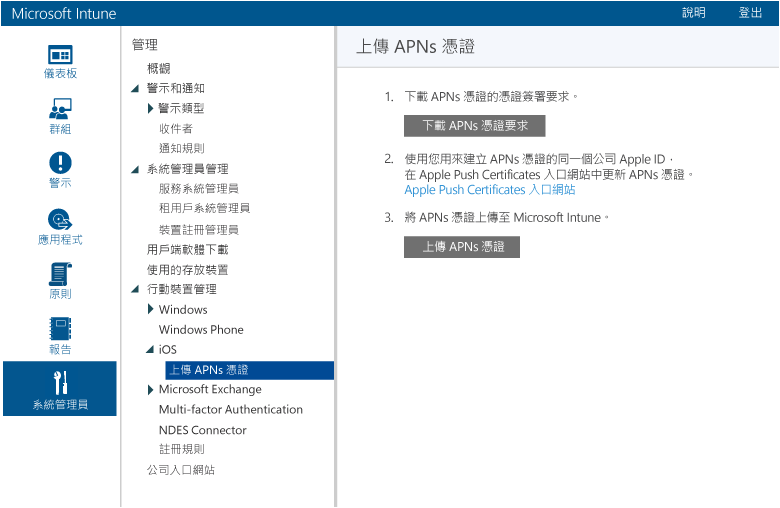 Microsoft Intune
說明
登出
儀表板
群組
警示
應用程式
原則
報告
系統管理員
管理
概觀
警示和通知
警示類型
收件者
通知規則
系統管理員管理
服務系統管理員
租用戶系統管理員
裝置註冊管理員
用戶端軟體下載
使用的存放裝置
行動裝置管理
Windows
Windows Phone
iOS
上傳 APNs 憑證
Microsoft Exchange
Multi-factor Authentication
NDES Connector
註冊規則
公司入口網站
上傳 APNs 憑證
1. 下載 APNs 憑證的憑證簽署要求。
下載 APNs 憑證要求
2. 使用您用來建立 APNs 憑證的同一個公司 Apple ID，
在 Apple Push Certificates 入口網站中更新 APNs 憑證。
Apple Push Certificates 入口網站
3. 將 APNs 憑證上傳至 Microsoft Intune。
上傳 APNs 憑證